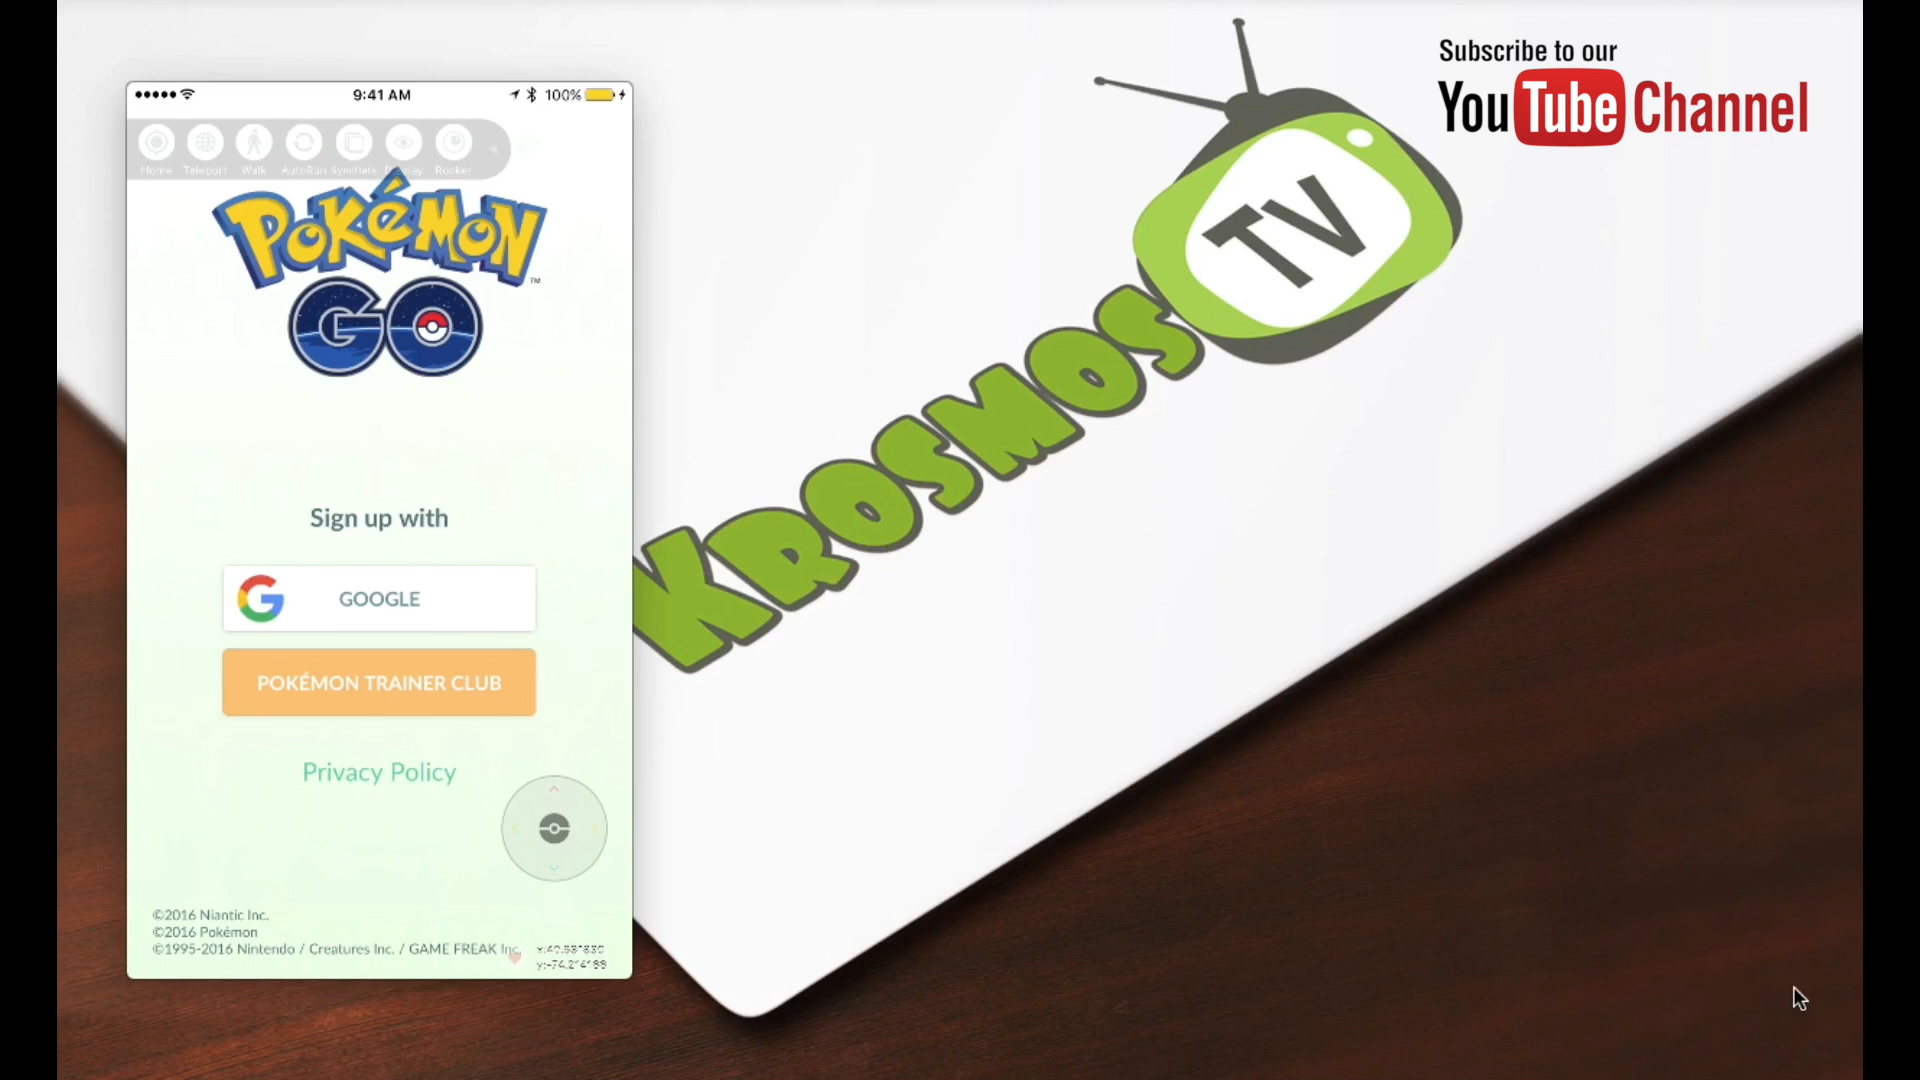 Subscribe to our
YouTube Channel
9:41 AM
100%
Home Teleport Walk AutoRun Rocker
POKÉMON
GO
TM
TV
KROSMOS
Sign up with
GOOGLE
POKÉMON TRAINER CLUB
Privacy Policy
©2016 Niantic Inc.
©2016 Pokémon
©1995-2016 Nintendo / Creatures Inc. / GAME FREAK Inc.